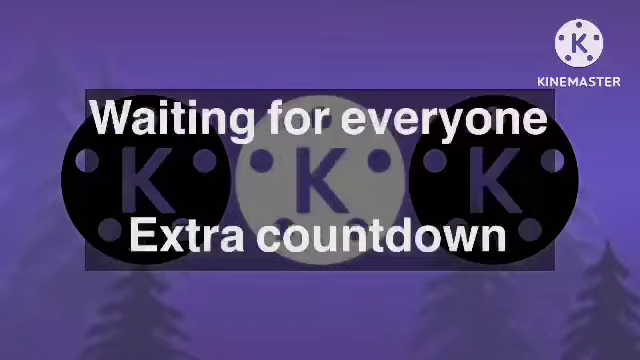 K
KINEMASTER
Waiting for everyone
K K K
Extra countdown